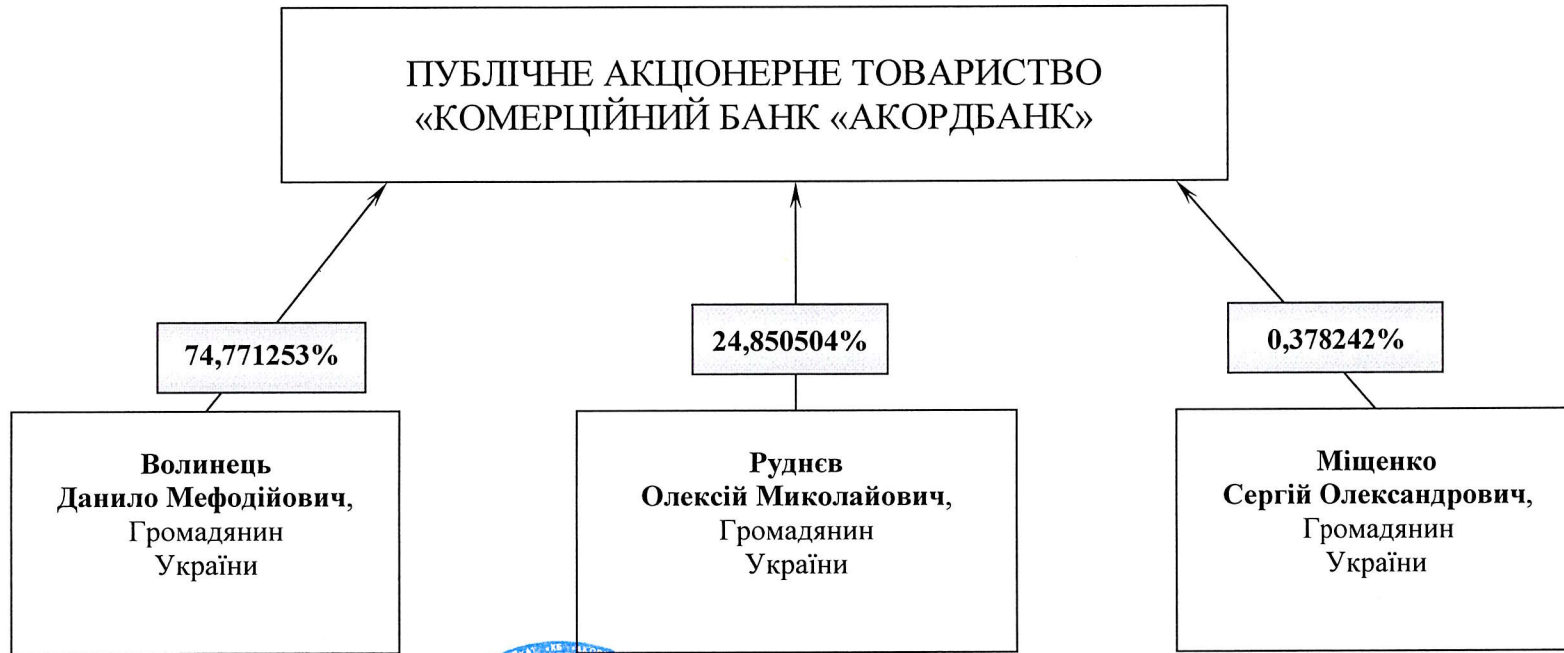 ПУБЛІЧНЕ АКЦІОНЕРНЕ ТОВАРИСТВО
«КОМЕРЦІЙНИЙ БАНК «АКОРДБАНК»
74,771253%
24,850504%
0,378242%
Волинець
Данило Мефодійович,
Громадянин
України
Руднєв
Олексій Миколайович,
Громадянин
України
Міщенко
Сергій Олександрович,
Громадянин
України